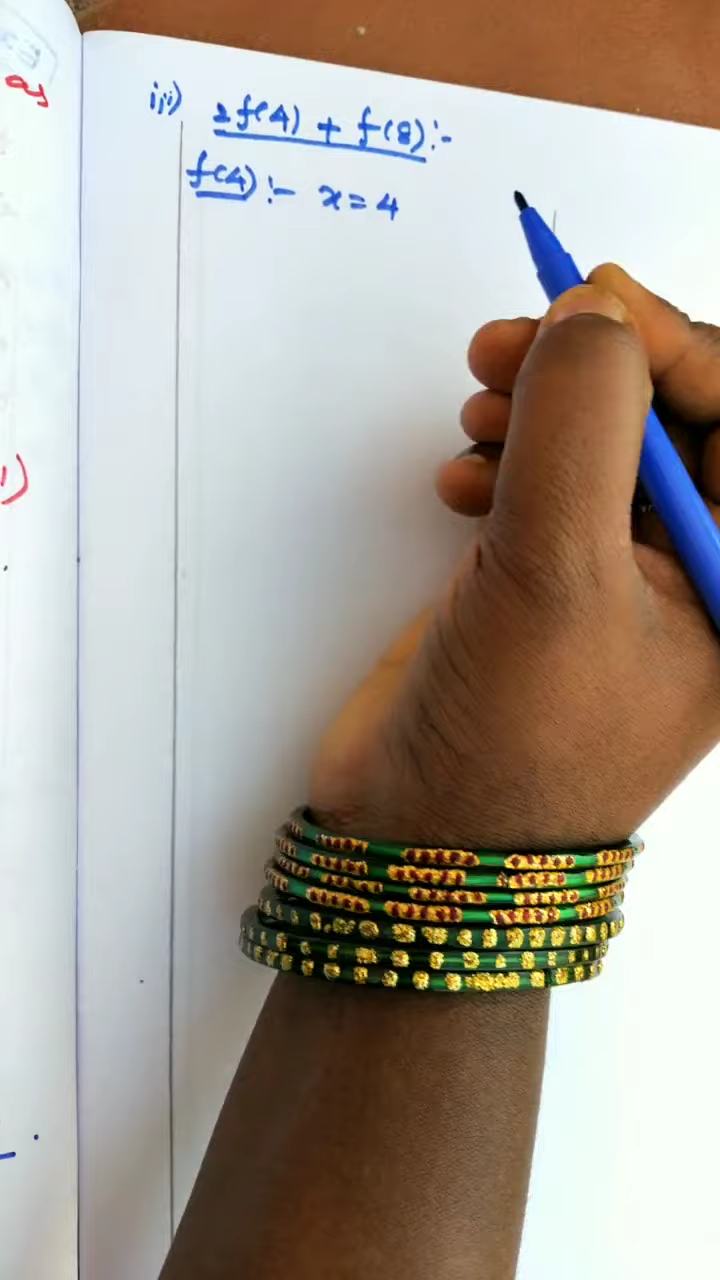 iii) 2f(4) + f(8):-
f(4):- x = 4